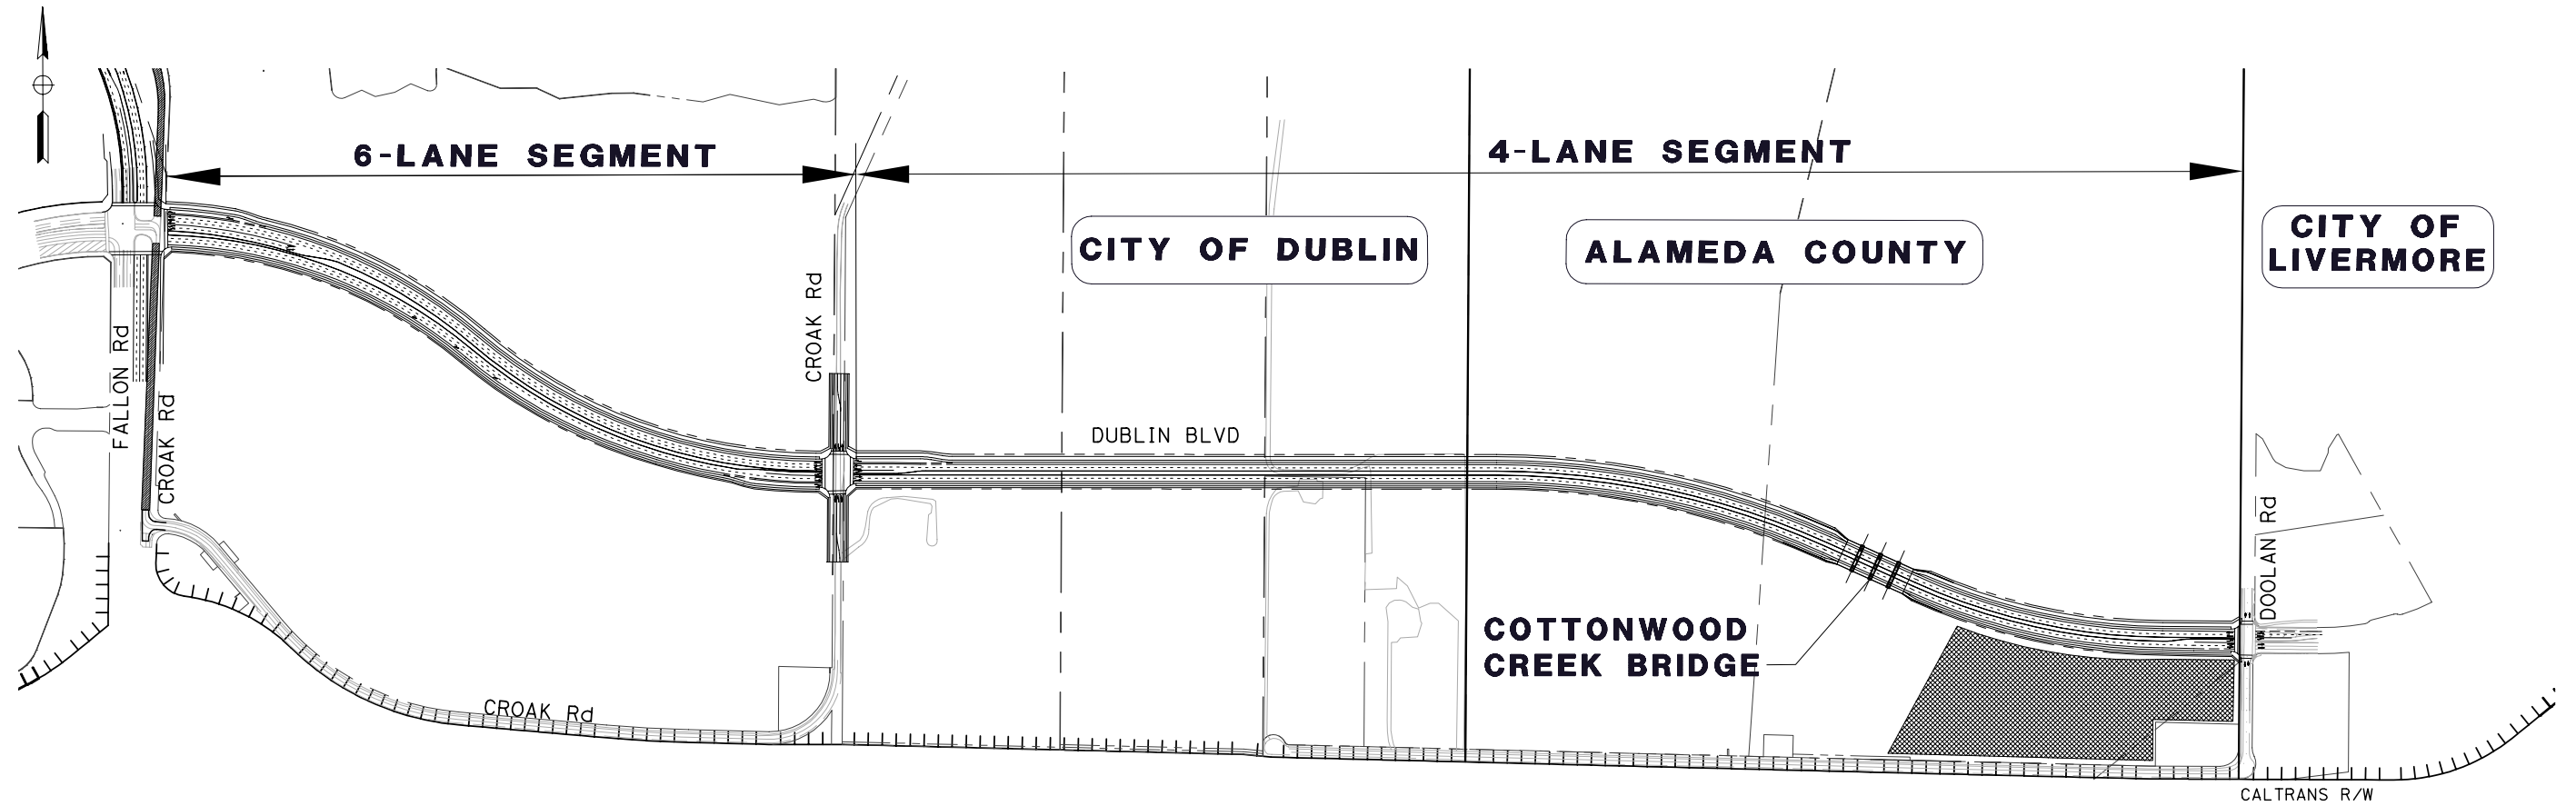 6-LANE SEGMENT
4-LANE SEGMENT
CITY OF DUBLIN
ALAMEDA COUNTY
CITY OF
LIVERMORE
CROAK Rd
FALLON Rd
CROAK Rd
DUBLIN BLVD
DOOLAN Rd
COTTONWOOD
CREEK BRIDGE
CROAK Rd
CALTRANS R/W